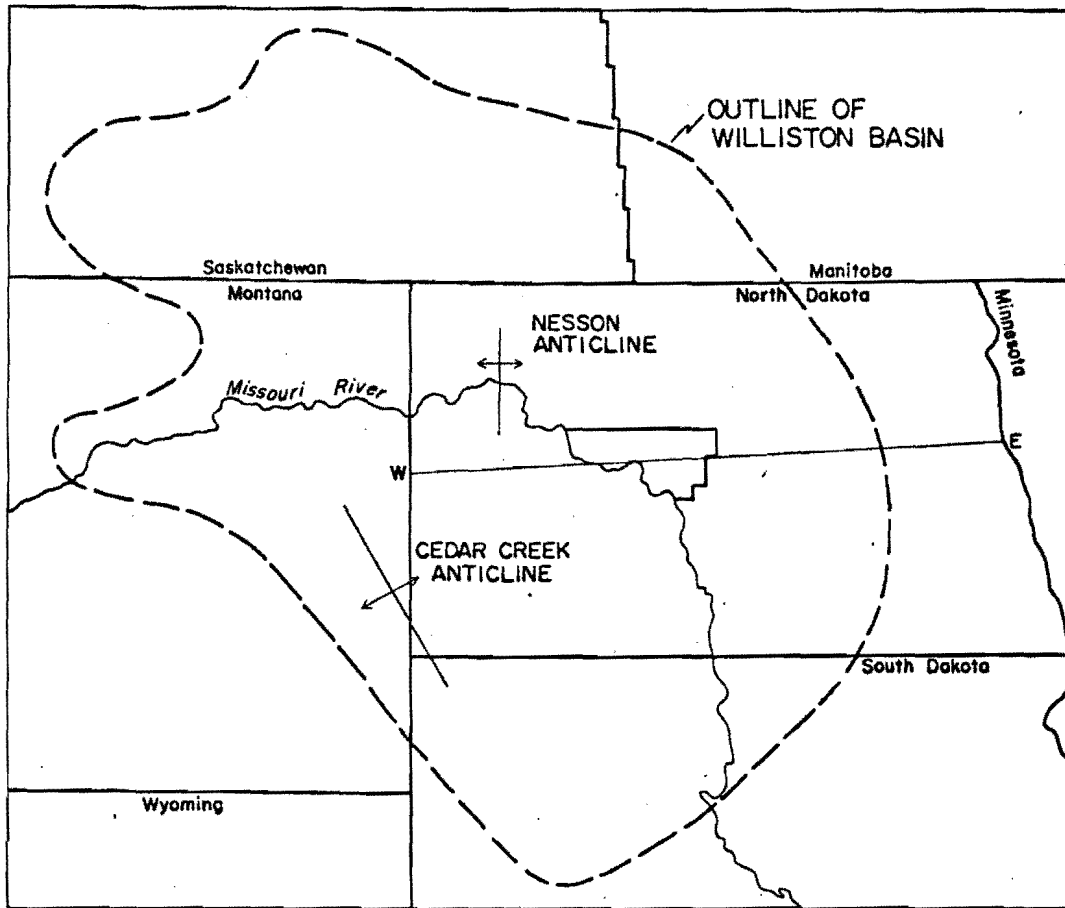 OUTLINE OF
WILLISTON BASIN
Saskatchewan
Manitoba
Montana
North Dakota
Minnesota
NESSON
ANTICLINE
Missouri River
W
E
CEDAR CREEK
ANTICLINE
South Dakota
Wyoming